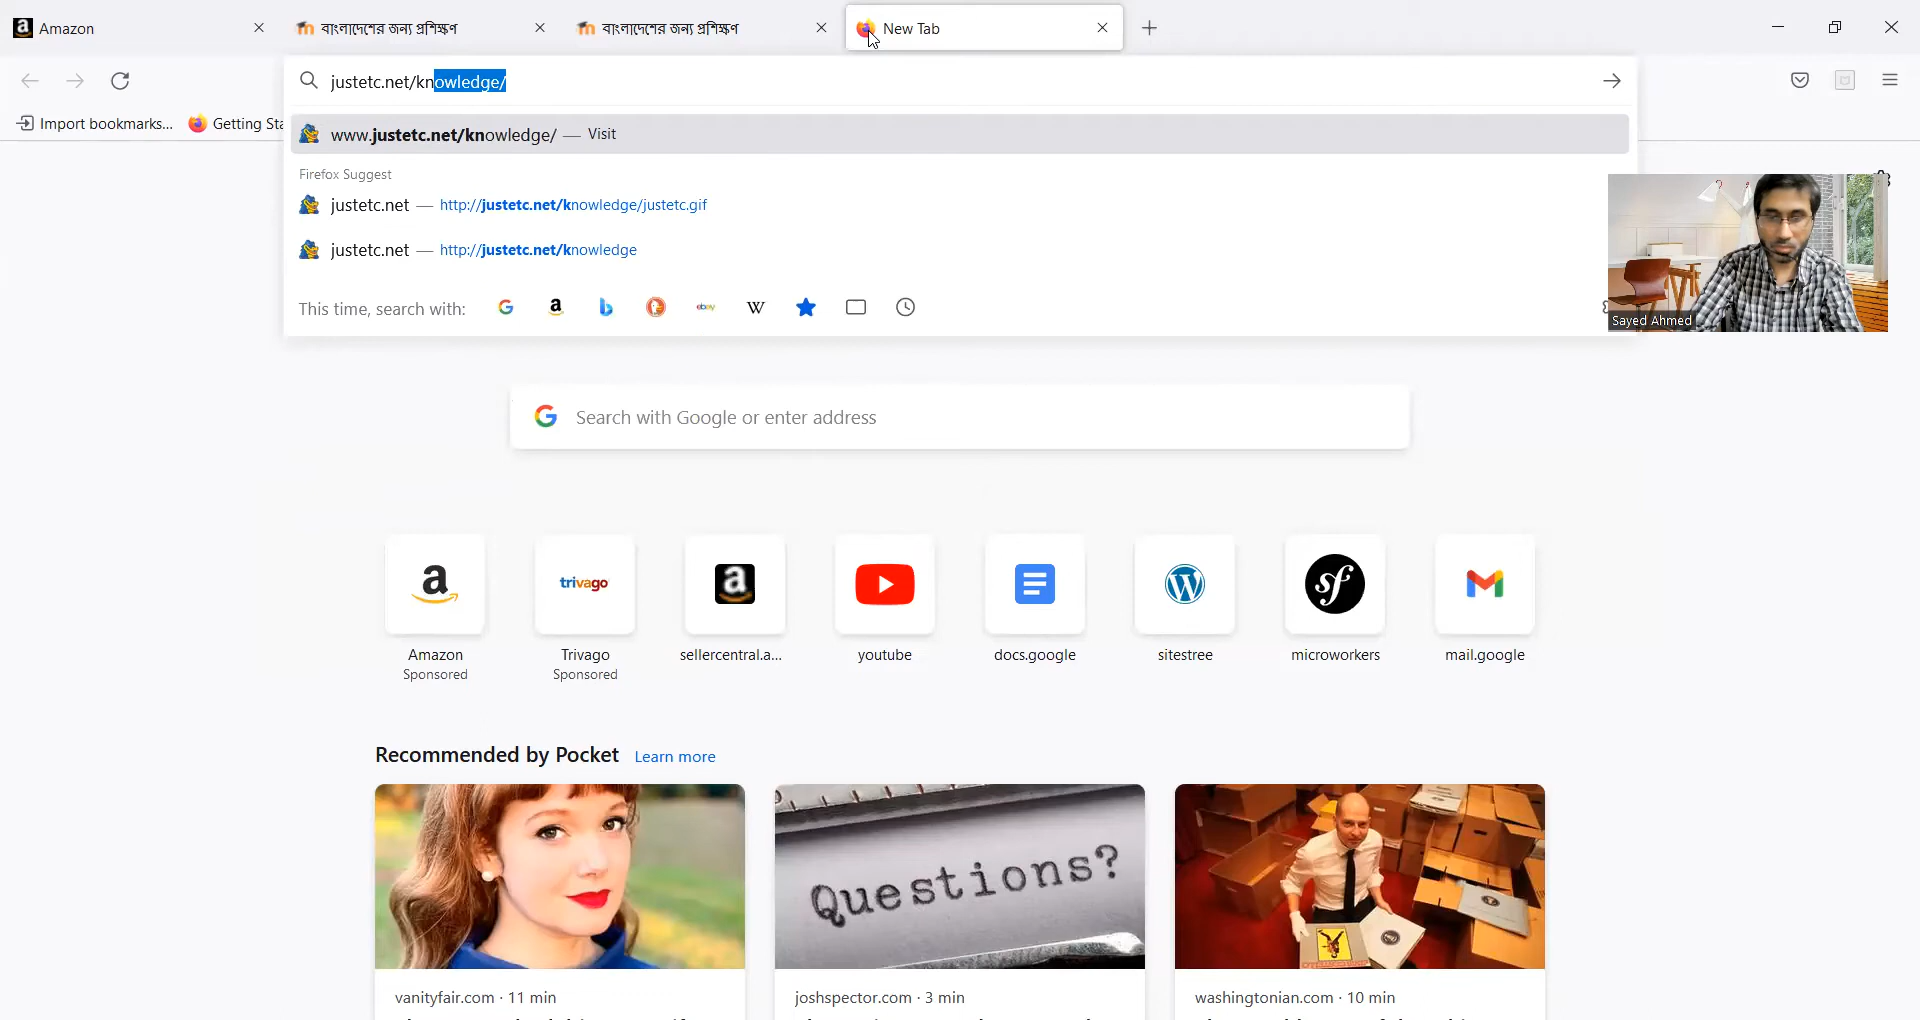 Amazon
বাংলাদেশের জন্য প্রশিক্ষণ
বাংলাদেশের জন্য প্রশিক্ষণ
New Tab
justetc.net/knowledge/
Import bookmarks...
Getting Sta
www.justetc.net/knowledge/ — Visit
Firefox Suggest
justetc.net — http://justetc.net/knowledge/justetc.gif
justetc.net — http://justetc.net/knowledge
This time, search with:
ebay
W
Sayed Ahmed
Search with Google or enter address
trivago
Amazon
Sponsored
Trivago
Sponsored
sellercentral.a...
youtube
docs.google
sitestree
microworkers
mail.google
Recommended by Pocket Learn more
Questions?
vanityfair.com · 11 min
joshspector.com · 3 min
washingtonian.com · 10 min